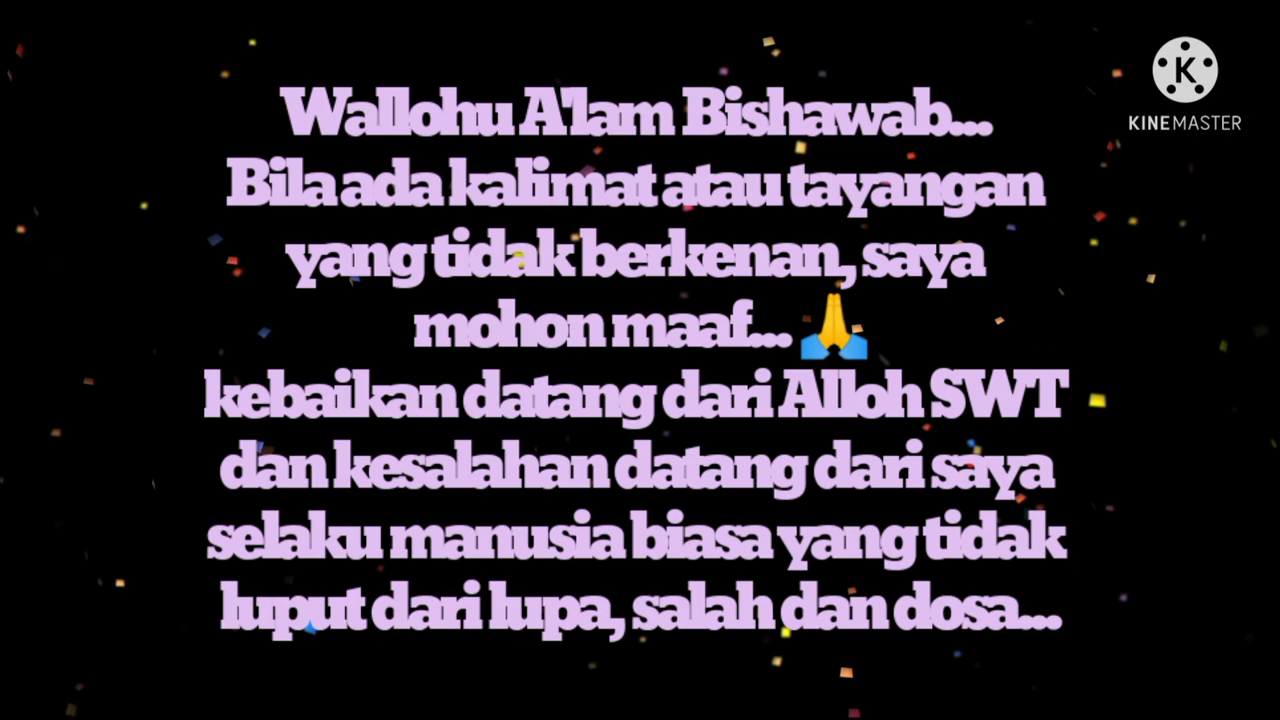 Wallohu A'lam Bishawab...
Bila ada kalimat atau tayangan
yang tidak berkenan, saya
mohon maaf... 🙏
kebaikan datang dari Alloh SWT
dan kesalahan datang dari saya
selaku manusia biasa yang tidak
luput dari lupa, salah dan dosa...
K
KINEMASTER